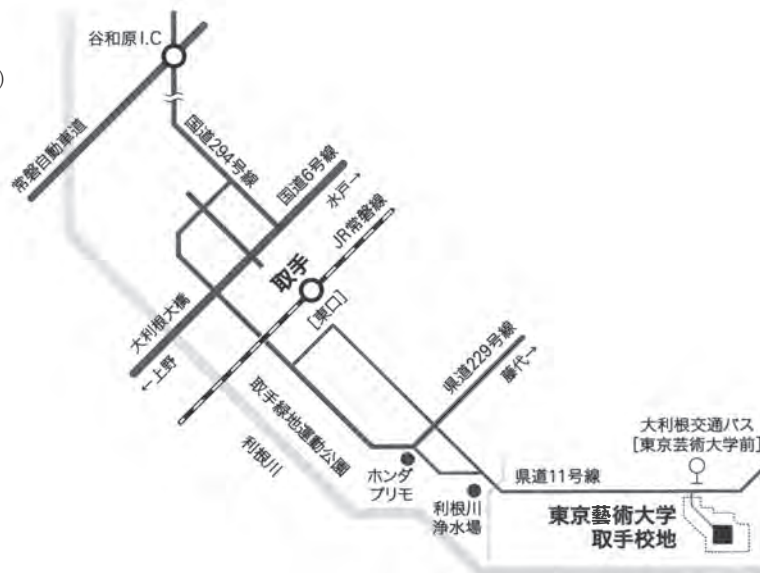 谷和原I.C
)
常磐自動車道
国道294号線
国道6号線
水戸→
JR常磐線
取手
[東口]
大利根大橋
←上野
県道229号線
藤代→
取手緑地運動公園
利根川
ホンダ
プリモ
利根川
浄水場
県道11号線
大利根交通バス
[東京芸術大学前]
東京藝術大学
取手校地